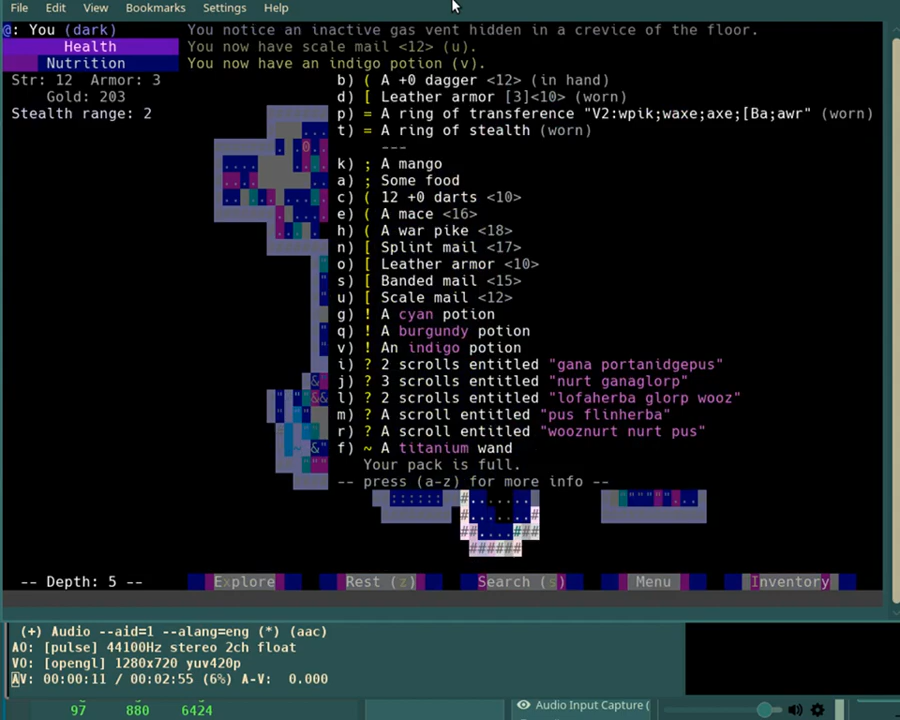 File Edit View Bookmarks Settings Help
@: You (dark) You notice an inactive gas vent hidden in a crevice of the floor.
Health You now have scale mail <12> (u).
Nutrition You now have an indigo potion (v).
Str: 12 Armor: 3 b) ( A +0 dagger <12> (in hand)
Gold: 203 d) [ Leather armor [3]<10> (worn)
Stealth range: 2 p) = A ring of transference "V2:wpik;waxe;axe;[Ba;awr" (worn)
t) = A ring of stealth (worn)
---
k) ; A mango
a) ; Some food
c) ( 12 +0 darts <10>
e) ( A mace <16>
h) ( A war pike <18>
n) [ Splint mail <17>
o) [ Leather armor <10>
s) [ Banded mail <15>
u) [ Scale mail <12>
g) ! A cyan potion
q) ! A burgundy potion
v) ! An indigo potion
i) ? 2 scrolls entitled "gana portanidgepus"
j) ? 3 scrolls entitled "nurt ganaglorp"
l) ? 2 scrolls entitled "lofaherba glorp wooz"
m) ? A scroll entitled "pus flinherba"
r) ? A scroll entitled "wooznurt nurt pus"
f) ~ A titanium wand
Your pack is full.
-- press (a-z) for more info --
-- Depth: 5 -- Explore Rest (z) Search (s) Menu Inventory
(+) Audio --aid=1 --alang=eng (*) (aac)
AO: [pulse] 44100Hz stereo 2ch float
VO: [opengl] 1280x720 yuv420p
AV: 00:00:11 / 00:02:55 (6%) A-V: 0.000
97 880 6424 Audio Input Capture (